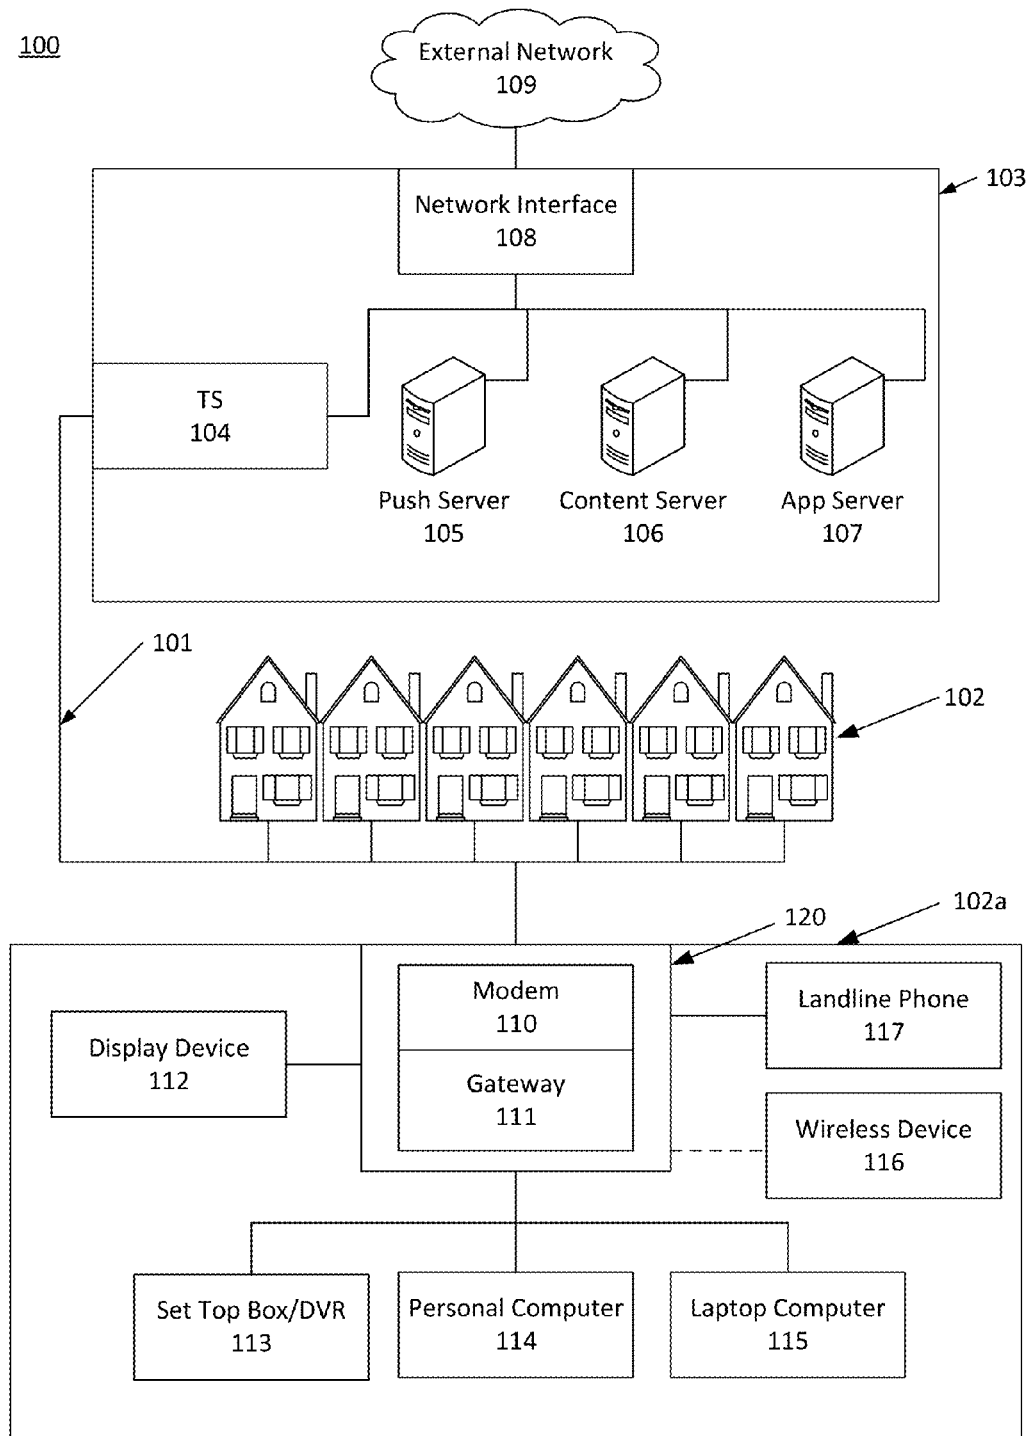 100
External Network
109
103
Network Interface
108
TS
104
Push Server
105
Content Server
106
App Server
107
101
102
120
102a
Modem
110
Gateway
111
Display Device
112
Landline Phone
117
Wireless Device
116
Set Top Box/DVR
113
Personal Computer
114
Laptop Computer
115